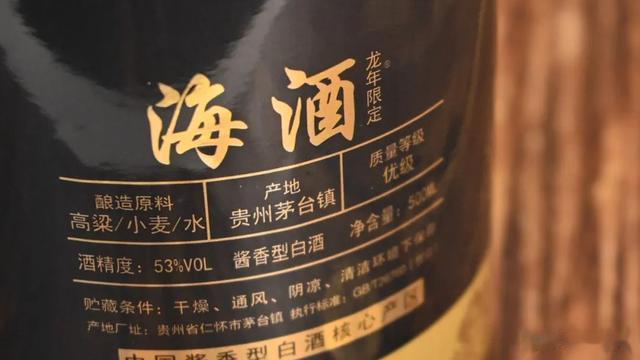 海酒
龙年限定
酿造原料
高粱/小麦/水
产地
贵州茅台镇
质量等级
优级
酒精度：53%VOL 酱香型白酒 净含量：500ML
贮藏条件：干燥、通风、阴凉、清洁环境下保存
产地厂址：贵州省仁怀市茅台镇 执行标准：GB/T26760
中国酱香型白酒核心产区